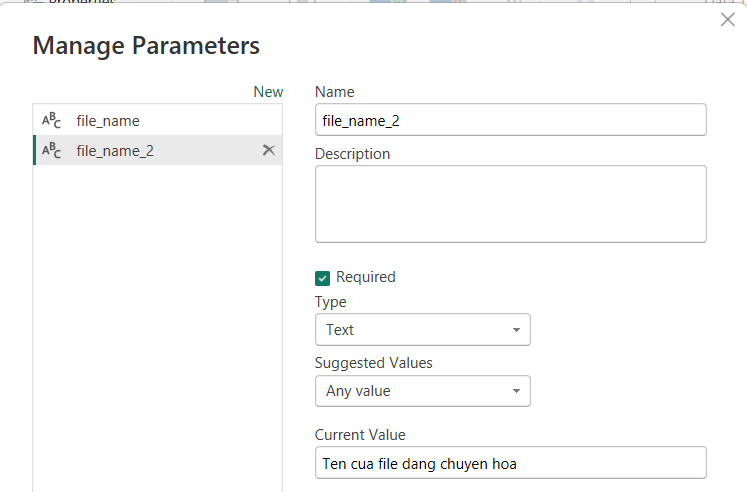 Properties
Manage Parameters
New
file_name
file_name_2
Name
file_name_2
Description
Required
Type
Text
Suggested Values
Any value
Current Value
Ten cua file dang chuyen hoa